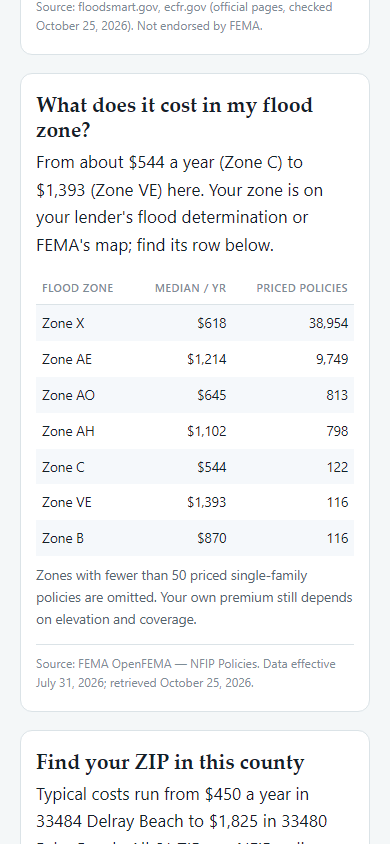 Source: floodsmart.gov, ecfr.gov (official pages, checked
October 25, 2026). Not endorsed by FEMA.
What does it cost in my flood
zone?
From about $544 a year (Zone C) to
$1,393 (Zone VE) here. Your zone is on
your lender's flood determination or
FEMA's map; find its row below.
FLOOD ZONE MEDIAN / YR PRICED POLICIES
Zone X $618 38,954
Zone AE $1,214 9,749
Zone AO $645 813
Zone AH $1,102 798
Zone C $544 122
Zone VE $1,393 116
Zone B $870 116
Zones with fewer than 50 priced single-family
policies are omitted. Your own premium still depends
on elevation and coverage.
Source: FEMA OpenFEMA — NFIP Policies. Data effective
July 31, 2026; retrieved October 25, 2026.
Find your ZIP in this county
Typical costs run from $450 a year in
33484 Delray Beach to $1,825 in 33480